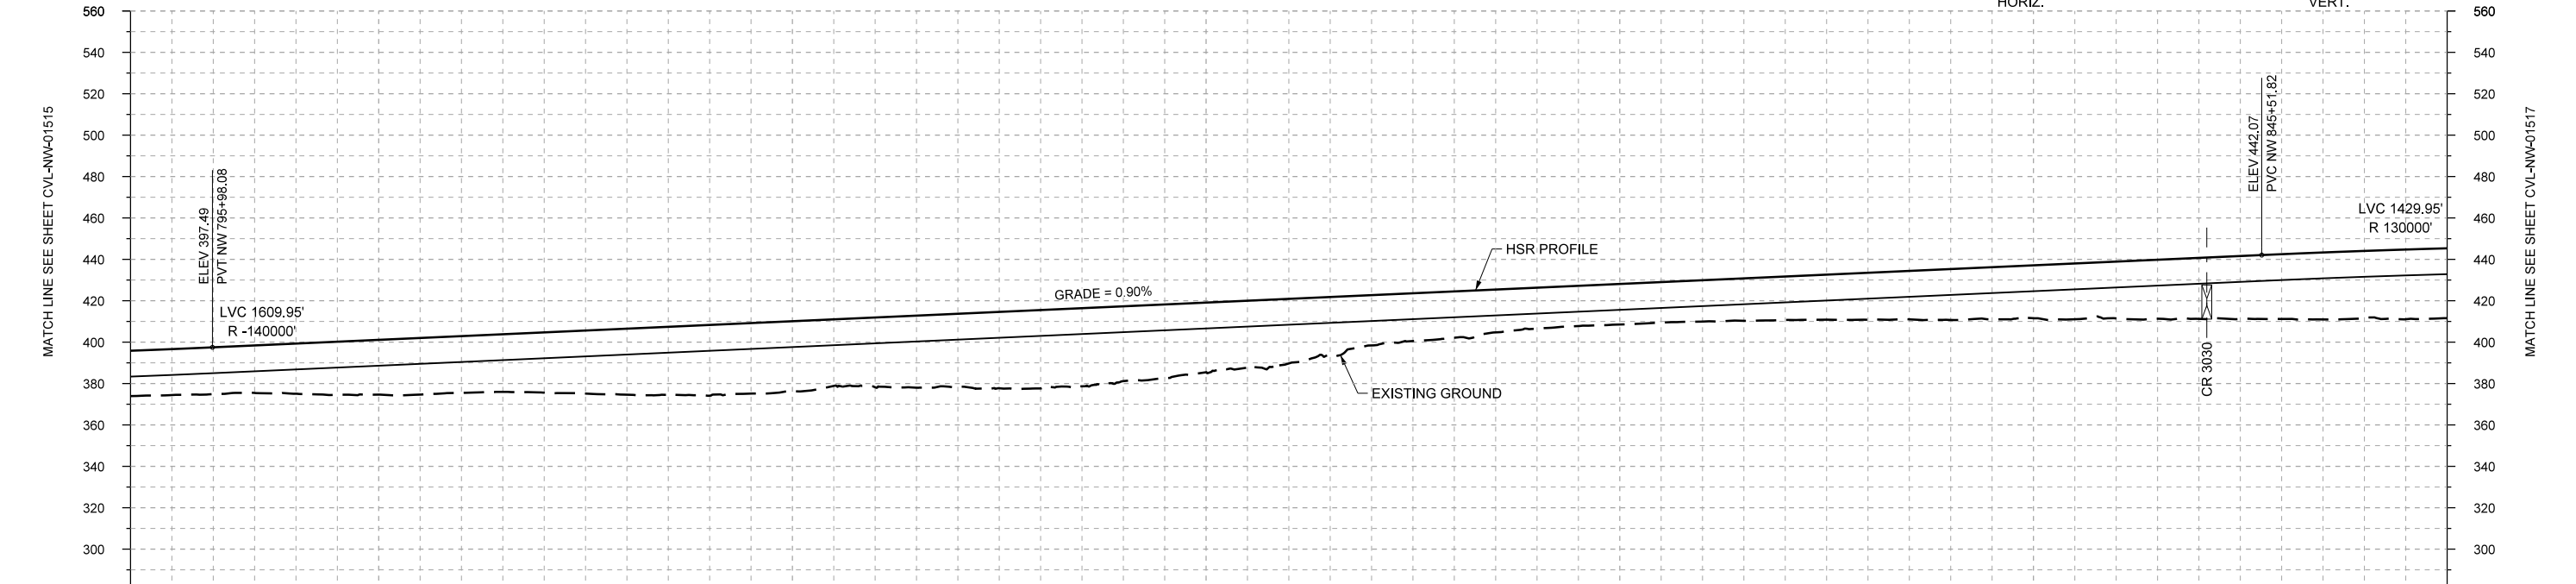 HORIZ.
VERT.
560
540
520
500
480
460
440
420
400
380
360
340
320
300
MATCH LINE SEE SHEET CVL-NW-01515
ELEV 397.49
PVT NW 795+98.08
LVC 1609.95'
R -140000'
GRADE = 0.90%
HSR PROFILE
EXISTING GROUND
CR 3030
ELEV 442.07
PVC NW 845+51.82
LVC 1429.95'
R 130000'
560
540
520
500
480
460
440
420
400
380
360
340
320
300
MATCH LINE SEE SHEET CVL-NW-01517